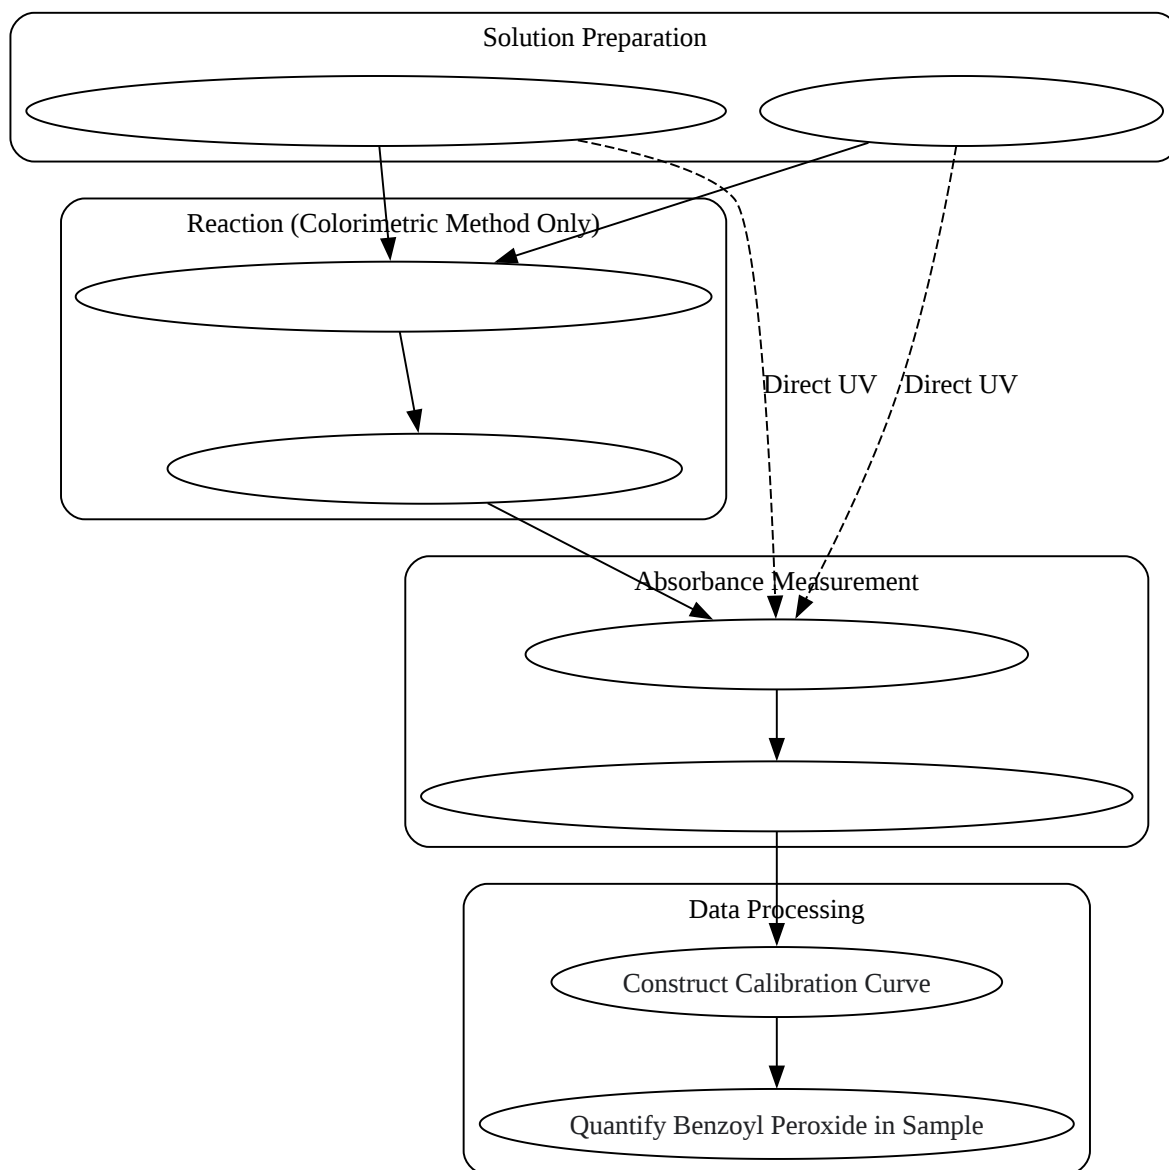 Solution Preparation
Reaction (Colorimetric Method Only)
Direct UV
Direct UV
Absorbance Measurement
Data Processing
Construct Calibration Curve
Quantify Benzoyl Peroxide in Sample